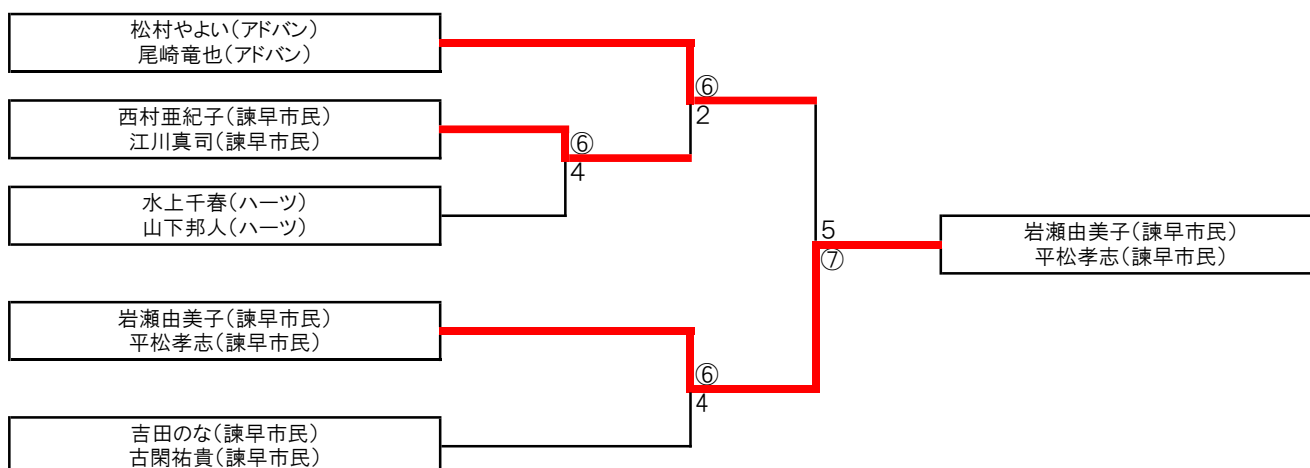 松村やよい(アドバン)
尾崎竜也(アドバン)
⑥
2
西村亜紀子(諫早市民)
江川真司(諫早市民)
⑥
4
水上千春(ハーツ)
山下邦人(ハーツ)
5
⑦
岩瀬由美子(諫早市民)
平松孝志(諫早市民)
岩瀬由美子(諫早市民)
平松孝志(諫早市民)
⑥
4
吉田のな(諫早市民)
古閑祐貴(諫早市民)